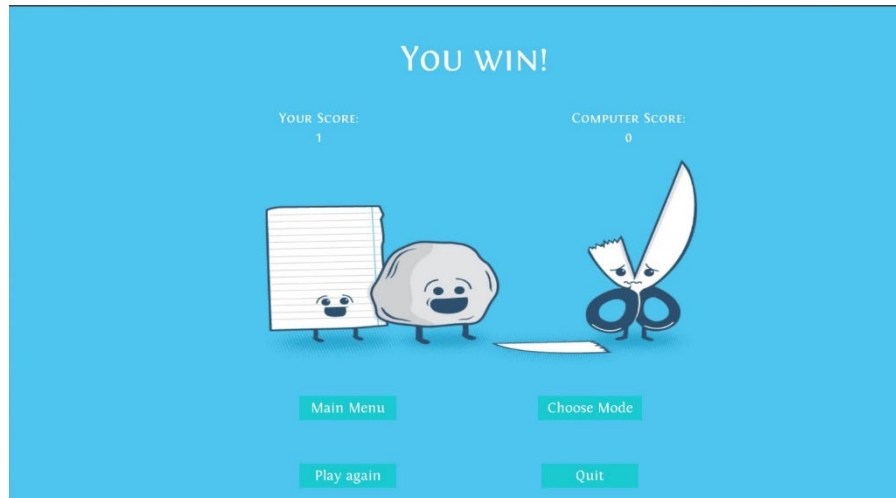 You win!
Your Score:
1
Computer Score:
0
Main Menu
Choose Mode
Play again
Quit